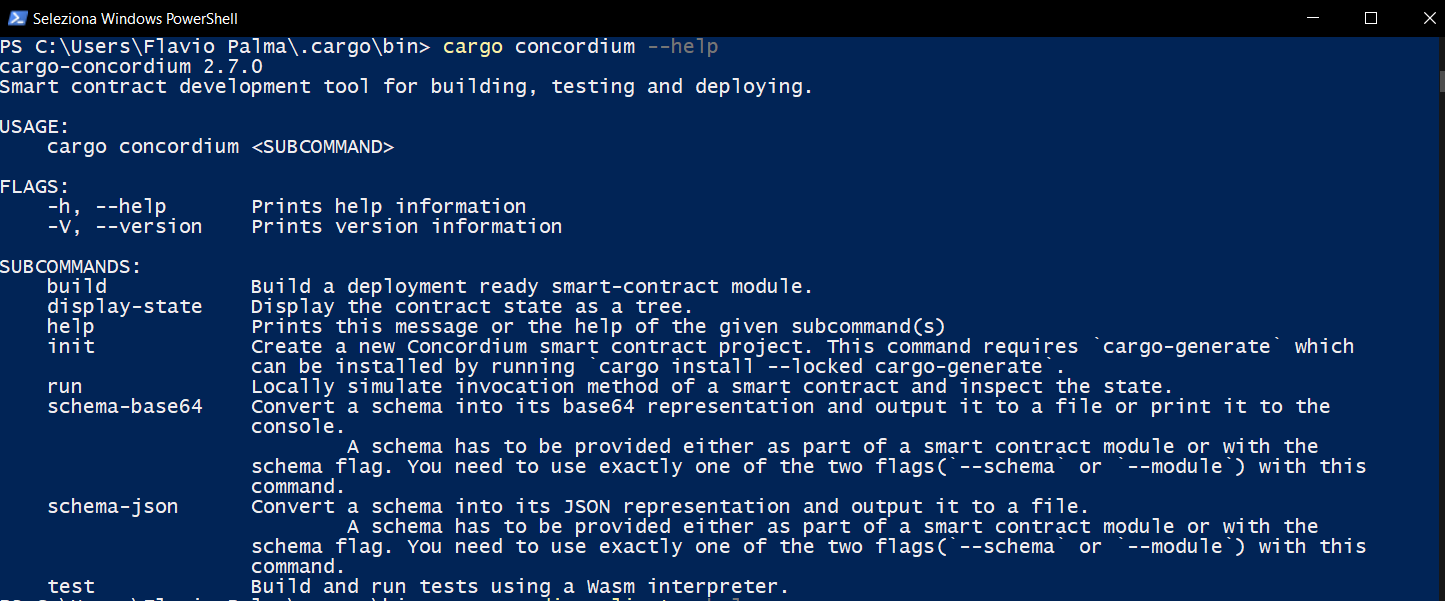 Seleziona Windows PowerShell
PS C:\Users\Flavio Palma\.cargo\bin> cargo concordium --help
cargo-concordium 2.7.0
Smart contract development tool for building, testing and deploying.
USAGE:
cargo concordium <SUBCOMMAND>
FLAGS:
-h, --help Prints help information
-V, --version Prints version information
SUBCOMMANDS:
build Build a deployment ready smart-contract module.
display-state Display the contract state as a tree.
help Prints this message or the help of the given subcommand(s)
init Create a new Concordium smart contract project. This command requires `cargo-generate` which
can be installed by running `cargo install --locked cargo-generate`.
run Locally simulate invocation method of a smart contract and inspect the state.
schema-base64 Convert a schema into its base64 representation and output it to a file or print it to the
console.
A schema has to be provided either as part of a smart contract module or with the
schema flag. You need to use exactly one of the two flags(`--schema` or `--module`) with this
command.
schema-json Convert a schema into its JSON representation and output it to a file.
A schema has to be provided either as part of a smart contract module or with the
schema flag. You need to use exactly one of the two flags(`--schema` or `--module`) with this
command.
test Build and run tests using a Wasm interpreter.